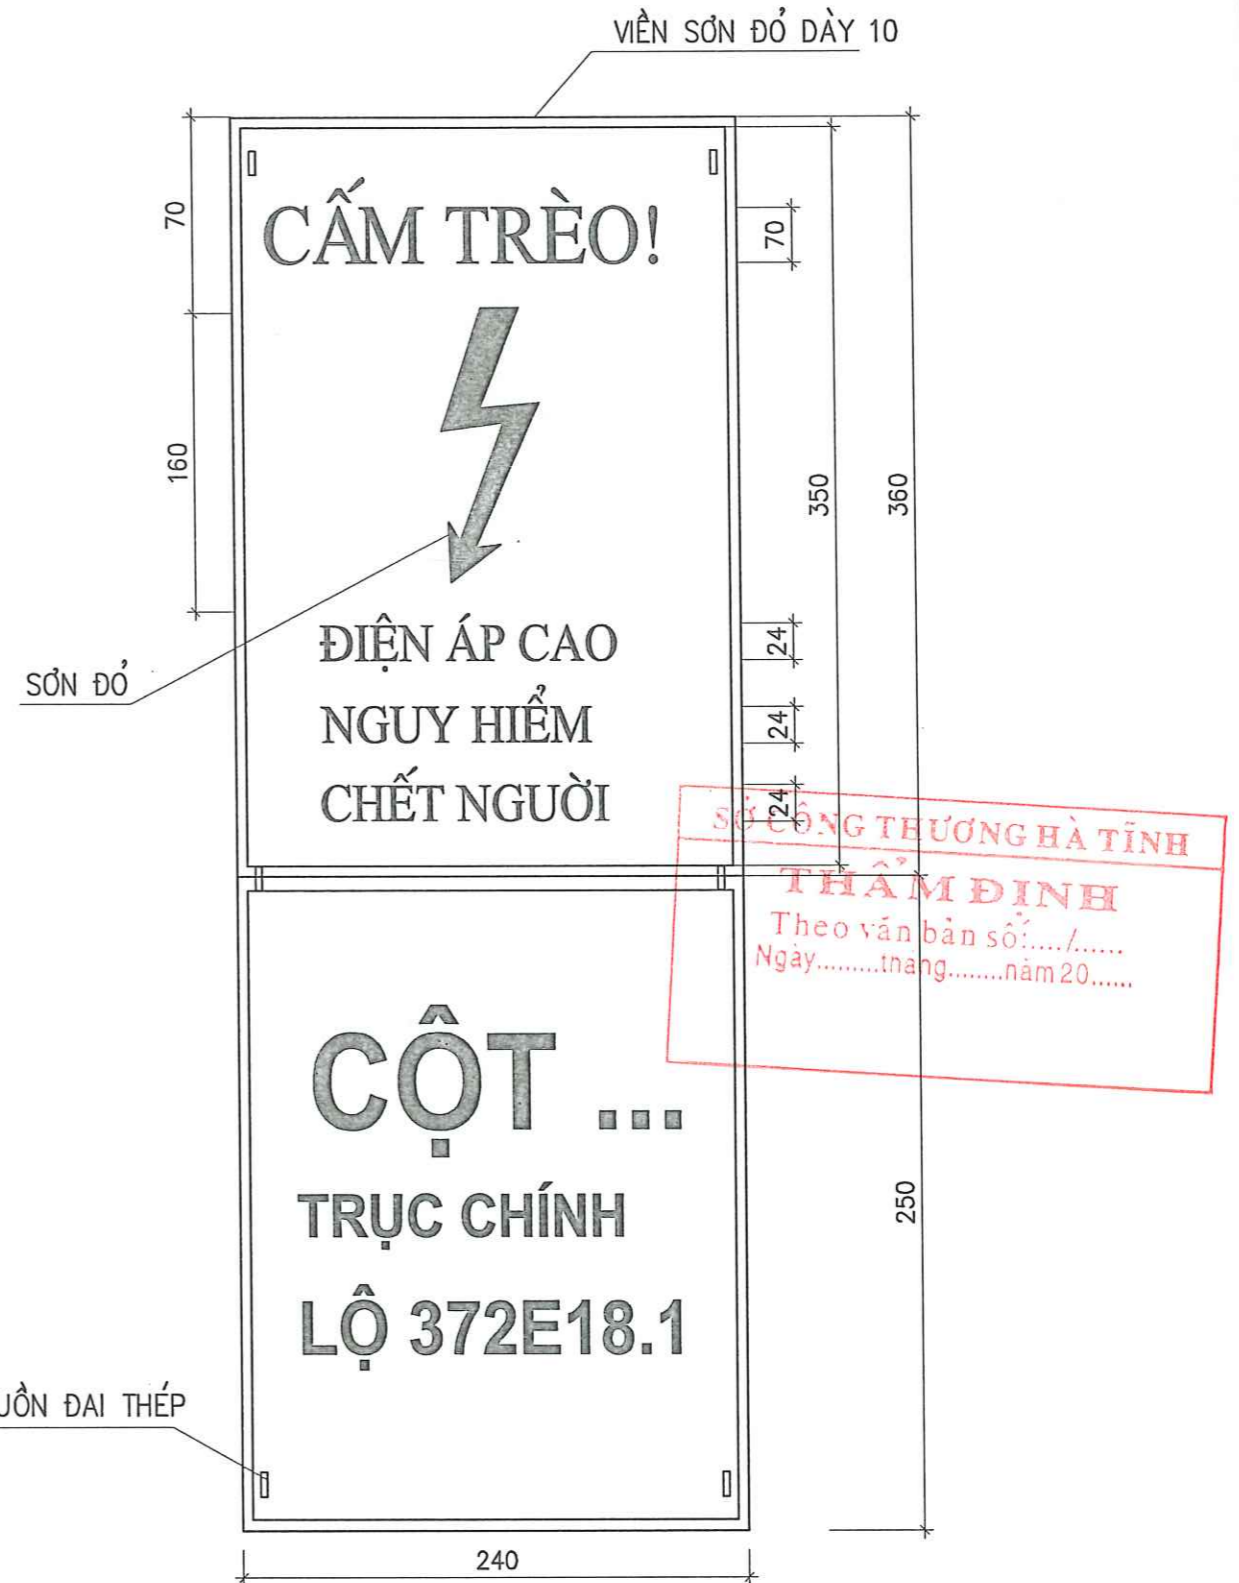 VIỀN SƠN ĐỎ DÀY 10
70
CẤM TRÈO!
70
160
350
360
SƠN ĐỎ
ĐIỆN ÁP CAO
24
NGUY HIỂM
24
CHẾT NGƯỜI
24
SỞ CÔNG THƯƠNG HÀ TĨNH
THẨM ĐỊNH
Theo văn bản số:..../......
Ngày.........tháng........năm 20......
CỘT ...
TRỤC CHÍNH
250
LỘ 372E18.1
ĐAI THÉP
240